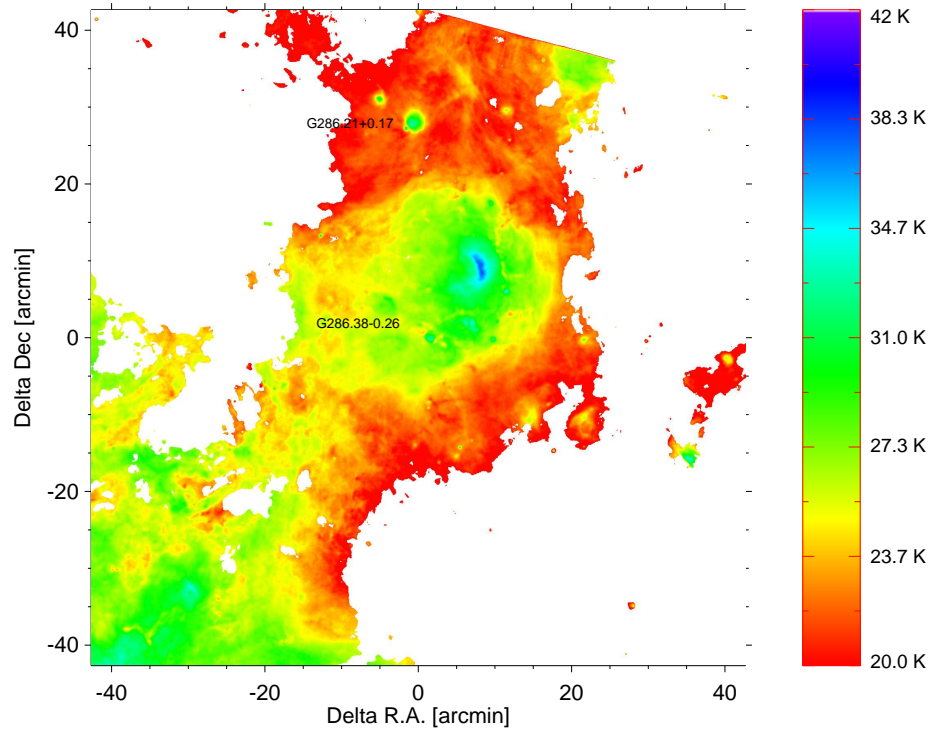 40
20
0
-20
-40
-40
-20
0
20
40
Delta Dec [arcmin]
Delta R.A. [arcmin]
G286.21+0.17
G286.38-0.26
42 K
38.3 K
34.7 K
31.0 K
27.3 K
23.7 K
20.0 K